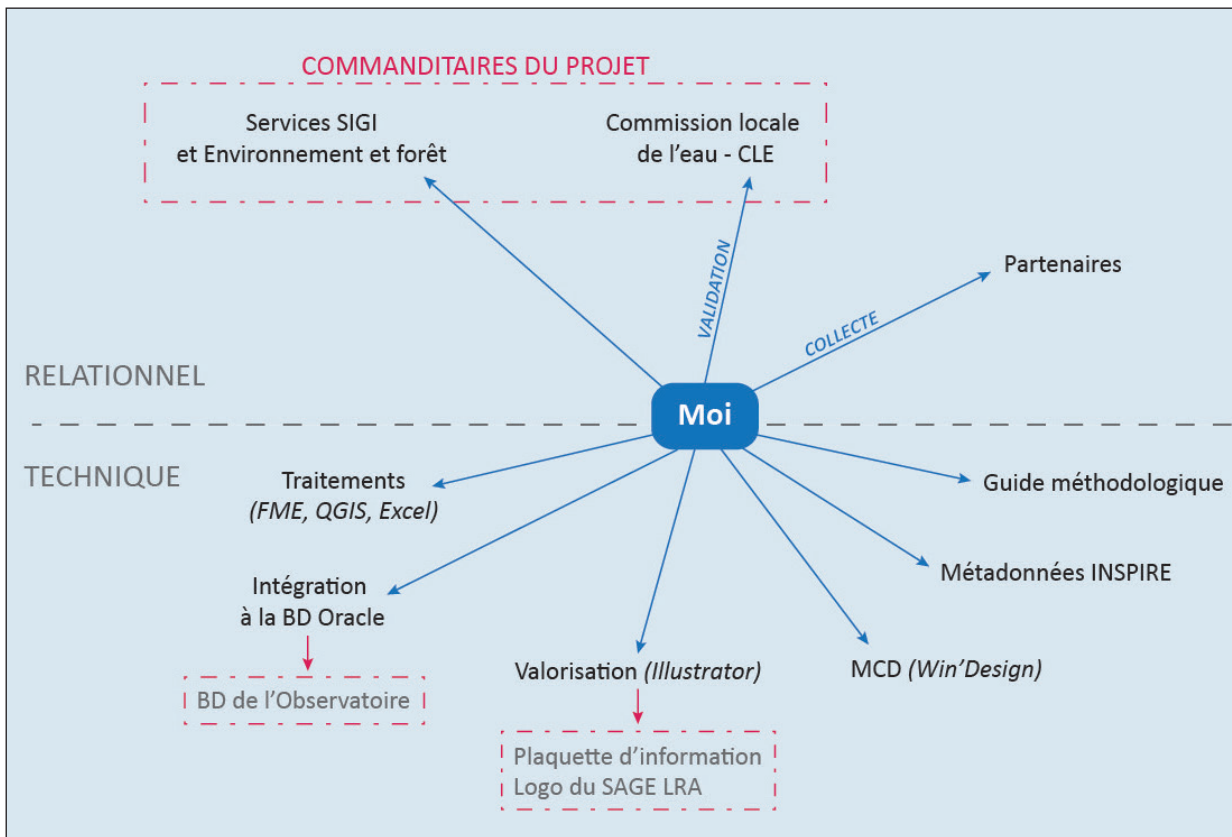 COMMANDITAIRES DU PROJET
Services SIGI
et Environnement et forêt
Commission locale
de l'eau - CLE
Partenaires
VALIDATION
COLLECTE
RELATIONNEL
Moi
TECHNIQUE
Traitements
(FME, QGIS, Excel)
Guide méthodologique
Intégration
à la BD Oracle
Métadonnées INSPIRE
Valorisation (Illustrator)
MCD (Win'Design)
BD de l'Observatoire
Plaquette d'information
Logo du SAGE LRA